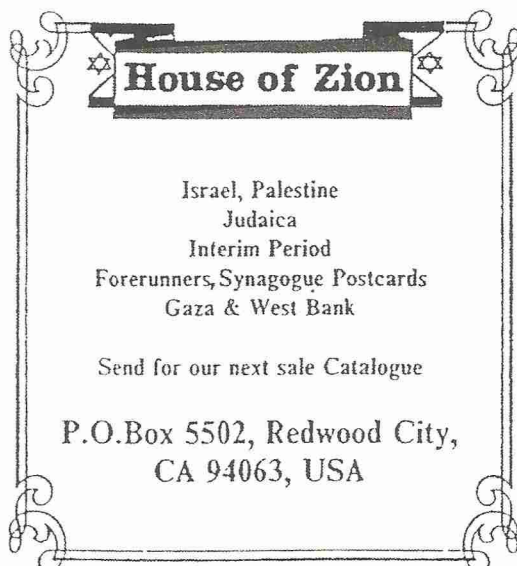 House of Zion
Israel, Palestine
Judaica
Interim Period
Forerunners, Synagogue Postcards
Gaza & West Bank
Send for our next sale Catalogue
P.O.Box 5502, Redwood City,
CA 94063, USA